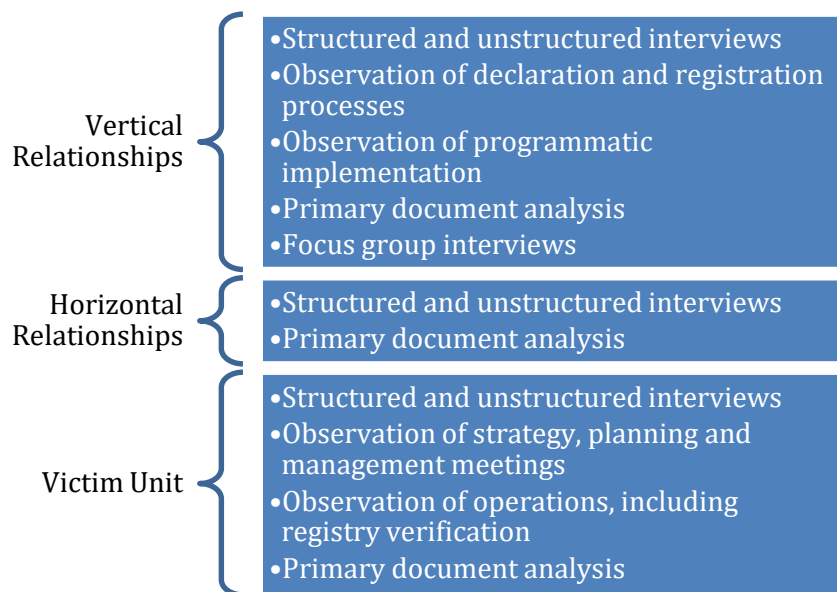 Vertical
Relationships
•Structured and unstructured interviews
•Observation of declaration and registration
processes
•Observation of programmatic
implementation
•Primary document analysis
•Focus group interviews
Horizontal
Relationships
•Structured and unstructured interviews
•Primary document analysis
Victim Unit
•Structured and unstructured interviews
•Observation of strategy, planning and
management meetings
•Observation of operations, including
registry verification
•Primary document analysis